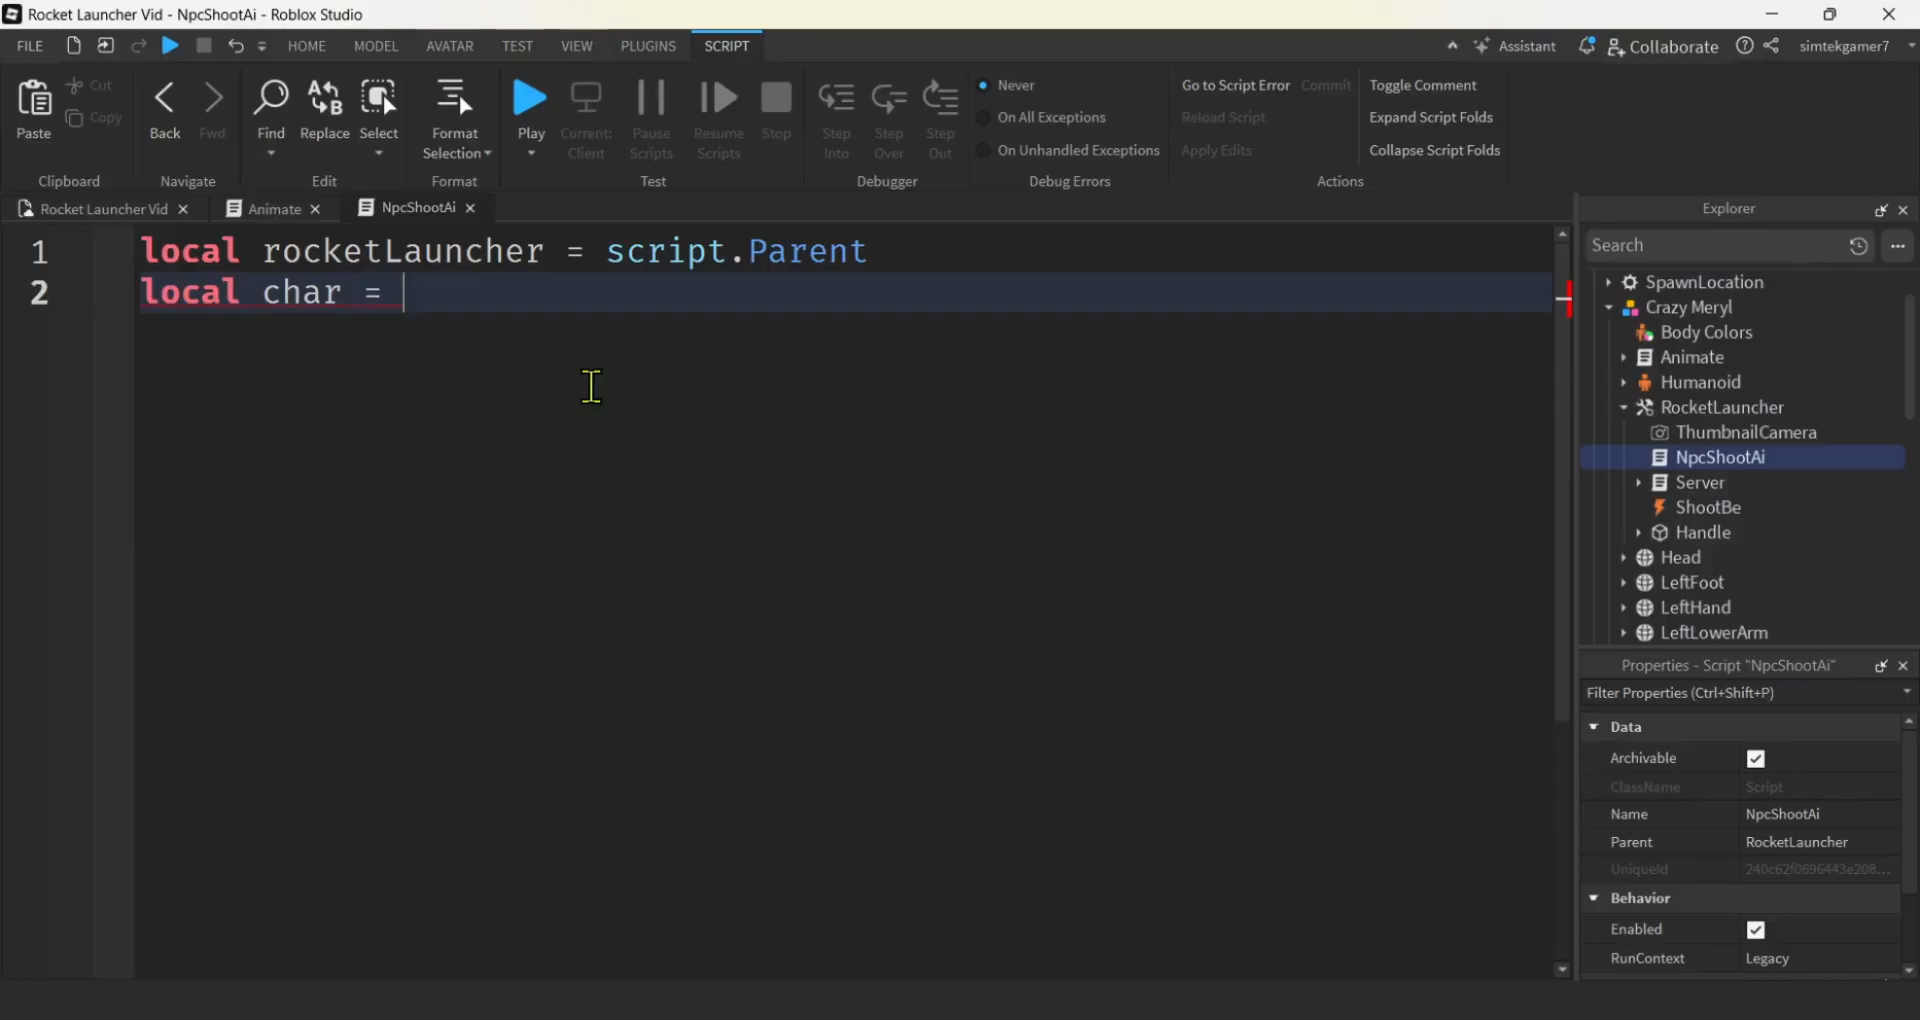 Rocket Launcher Vid - NpcShootAi - Roblox Studio
FILE HOME MODEL AVATAR TEST VIEW PLUGINS SCRIPT Assistant Collaborate simtekgamer7
Paste Cut Copy
Clipboard
Back Fwd
Navigate
Find Replace Select
Edit
Format Selection
Format
Play Current: Client Pause Scripts Resume Scripts Stop
Test
Step Into Step Over Step Out
Debugger
Never
On All Exceptions
On Unhandled Exceptions
Debug Errors
Go to Script Error Commit
Reload Script
Apply Edits
Toggle Comment
Expand Script Folds
Collapse Script Folds
Actions
Rocket Launcher Vid Animate NpcShootAi
1 local rocketLauncher = script.Parent
2 local char =
Explorer
Search
SpawnLocation
Crazy Meryl
Body Colors
Animate
Humanoid
RocketLauncher
ThumbnailCamera
NpcShootAi
Server
ShootBe
Handle
Head
LeftFoot
LeftHand
LeftLowerArm
Properties - Script "NpcShootAi"
Filter Properties (Ctrl+Shift+P)
Data
Archivable
ClassName Script
Name NpcShootAi
Parent RocketLauncher
UniqueId 240c62f0696443e208...
Behavior
Enabled
RunContext Legacy